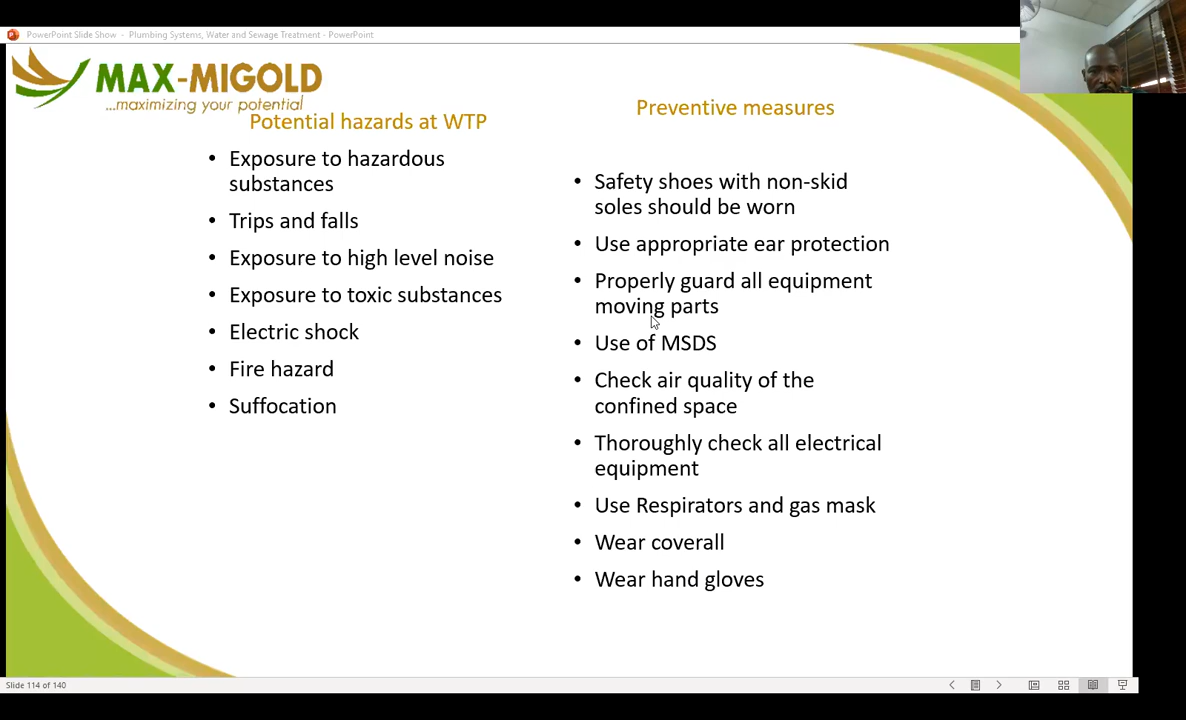 PowerPoint Slide Show - Plumbing Systems, Water and Sewage Treatment - PowerPoint
MAX-MIGOLD
...maximizing your potential
Potential hazards at WTP
• Exposure to hazardous
substances
• Trips and falls
• Exposure to high level noise
• Exposure to toxic substances
• Electric shock
• Fire hazard
• Suffocation
Preventive measures
• Safety shoes with non-skid
soles should be worn
• Use appropriate ear protection
• Properly guard all equipment
moving parts
• Use of MSDS
• Check air quality of the
confined space
• Thoroughly check all electrical
equipment
• Use Respirators and gas mask
• Wear coverall
• Wear hand gloves
Slide 114 of 140